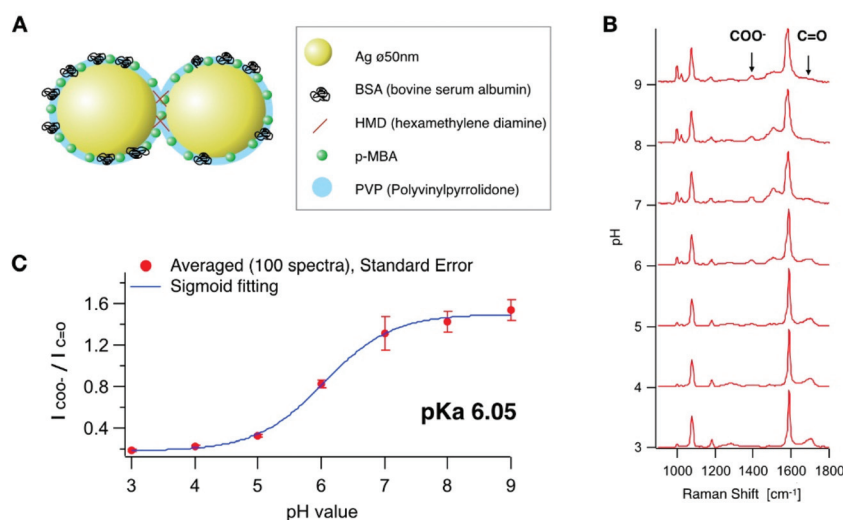 A
Ag ø50nm
BSA (bovine serum albumin)
HMD (hexamethylene diamine)
p-MBA
PVP (Polyvinylpyrrolidone)
B
COO-
C=O
9
8
7
6
5
4
3
pH
1000 1200 1400 1600 1800
Raman Shift [cm-1]
C
Averaged (100 spectra), Standard Error
Sigmoid fitting
1.6
1.2
0.8
0.4
I COO- / I C=O
pKa 6.05
3 4 5 6 7 8 9
pH value